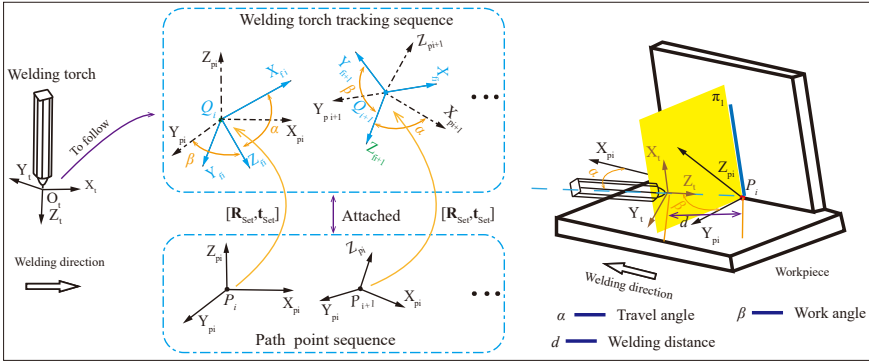 Welding torch tracking sequence
Welding torch
To follow
Y_t
O_t
X_t
Z_t
Welding direction
Z_pi
X_fi
Q_i
Y_pi
X_pi
α
β
Y_fi
Z_fi
Z_pi+1
Y_fi+1
X_fi
β
Y_pi+1
Q_i+1
X_pi+1
α
Z_fi+1
•••
[R_Set,t_Set]
Attached
[R_Set,t_Set]
Z_pi
P_i
X_pi
Y_pi
Z_pi
P_i+1
X_pi
Y_pi
•••
Path point sequence
π_1
X_pi
X_t
Z_pi
α
Z_t
P_i
β
Y_t
d
Y_pi
Welding direction
Workpiece
α Travel angle
β Work angle
d Welding distance